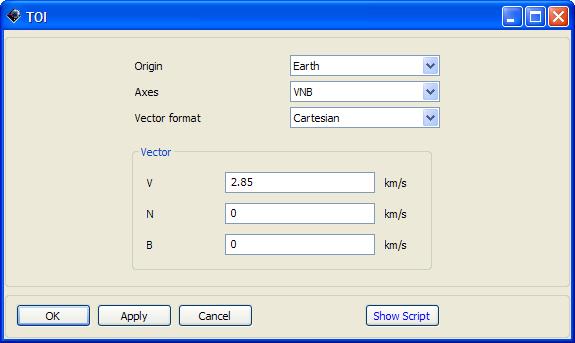 TOI
Origin Earth
Axes VNB
Vector format Cartesian
Vector
V 2.85 km/s
N 0 km/s
B 0 km/s
OK Apply Cancel Show Script